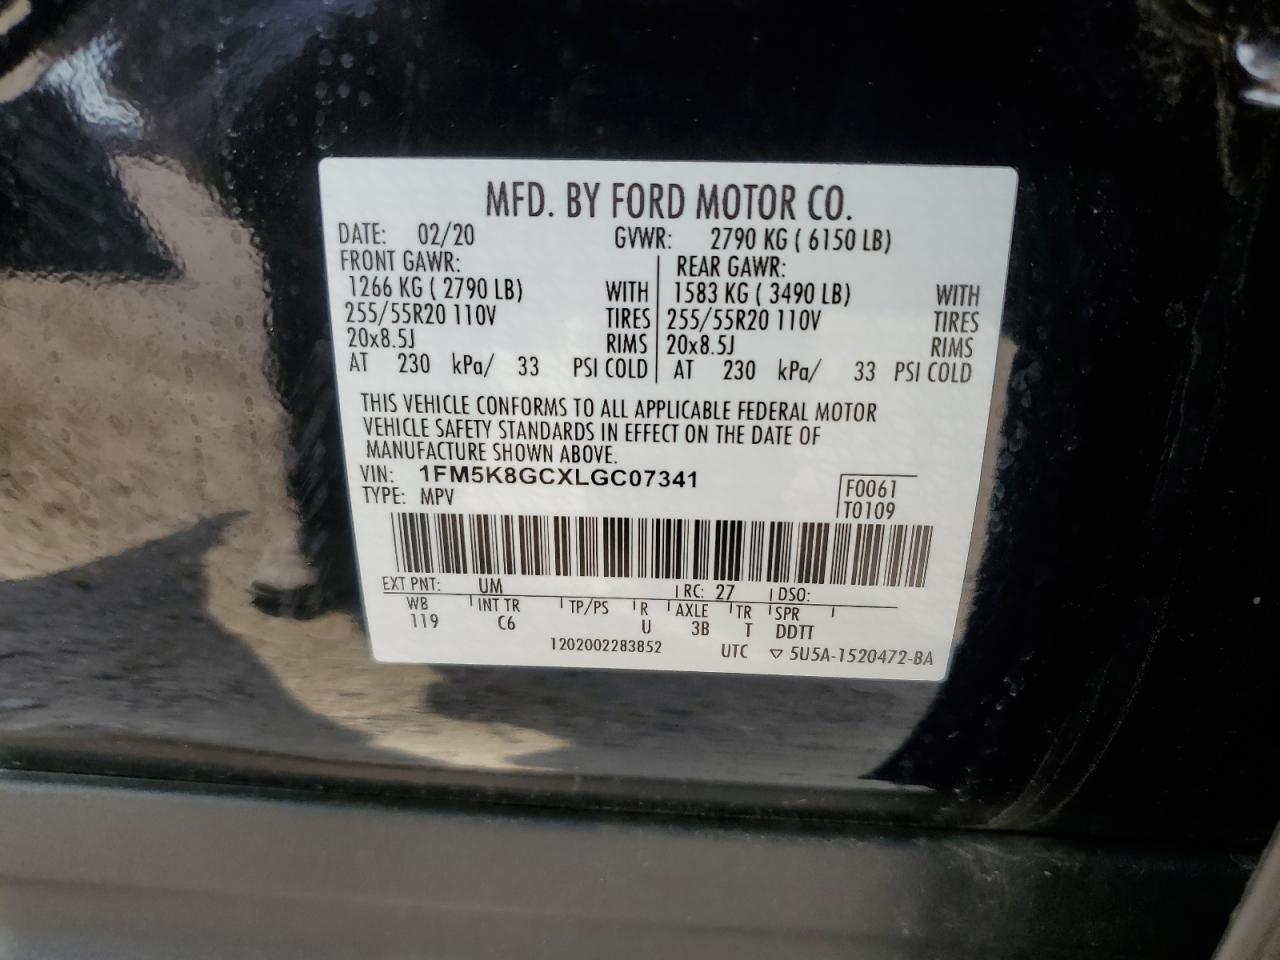 MFD. BY FORD MOTOR CO.
DATE: 02/20 GVWR: 2790 KG ( 6150 LB)
FRONT GAWR: REAR GAWR:
1266 KG ( 2790 LB) WITH 1583 KG ( 3490 LB) WITH
255/55R20 110V TIRES 255/55R20 110V TIRES
20x8.5J RIMS 20x8.5J RIMS
AT 230 kPa/ 33 PSI COLD AT 230 kPa/ 33 PSI COLD
THIS VEHICLE CONFORMS TO ALL APPLICABLE FEDERAL MOTOR
VEHICLE SAFETY STANDARDS IN EFFECT ON THE DATE OF
MANUFACTURE SHOWN ABOVE.
VIN: 1FM5K8GCXLGC07341
TYPE: MPV
F0061
T0109
EXT PNT: UM RC: 27 DSO:
WB INT TR TP/PS R AXLE TR SPR
119 C6 U 3B T DDTT
1202002283852 UTC ▽ 5U5A-1520472-BA